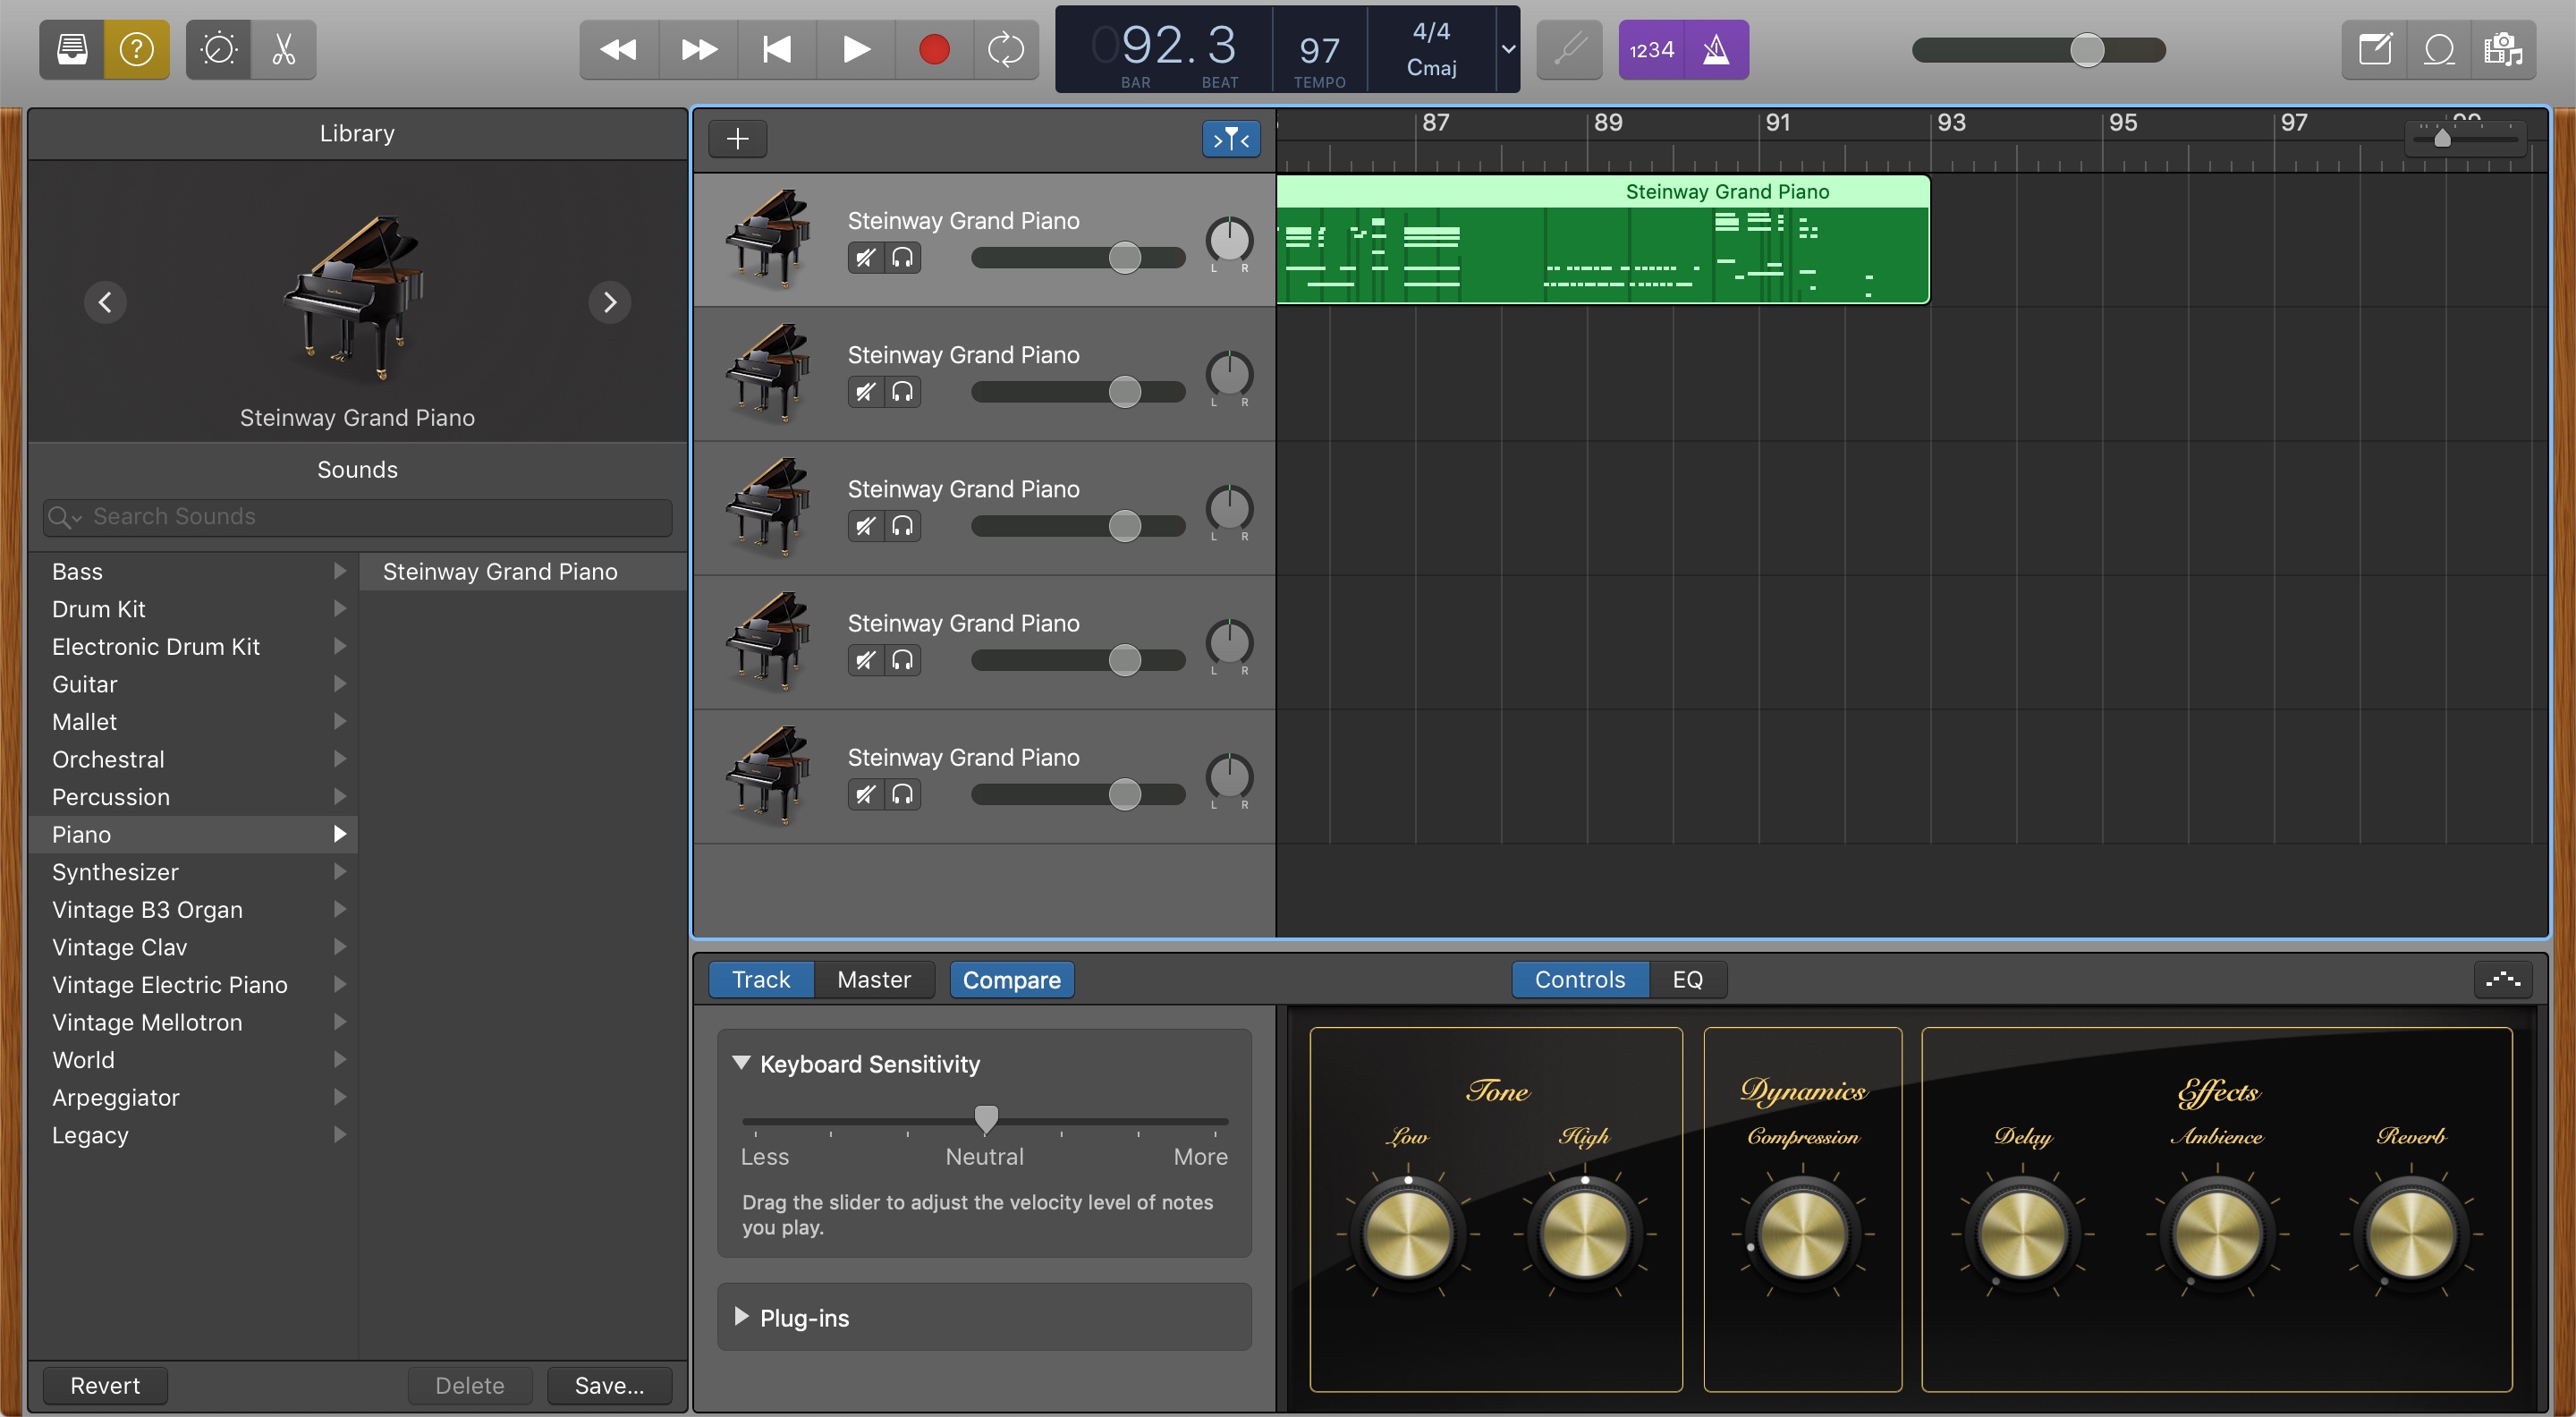 092.3
BAR BEAT
97
TEMPO
4/4
Cmaj
1234
Library
Steinway Grand Piano
Sounds
Search Sounds
Bass
Drum Kit
Electronic Drum Kit
Guitar
Mallet
Orchestral
Percussion
Piano
Synthesizer
Vintage B3 Organ
Vintage Clav
Vintage Electric Piano
Vintage Mellotron
World
Arpeggiator
Legacy
Steinway Grand Piano
Revert
Delete
Save...
87 89 91 93 95 97
Steinway Grand Piano
Steinway Grand Piano
L R
Steinway Grand Piano
L R
Steinway Grand Piano
L R
Steinway Grand Piano
L R
Steinway Grand Piano
L R
Track Master Compare
Controls EQ
Keyboard Sensitivity
Less Neutral More
Drag the slider to adjust the velocity level of notes
you play.
Plug-ins
Tone
Low High
Dynamics
Compression
Effects
Delay Ambience Reverb